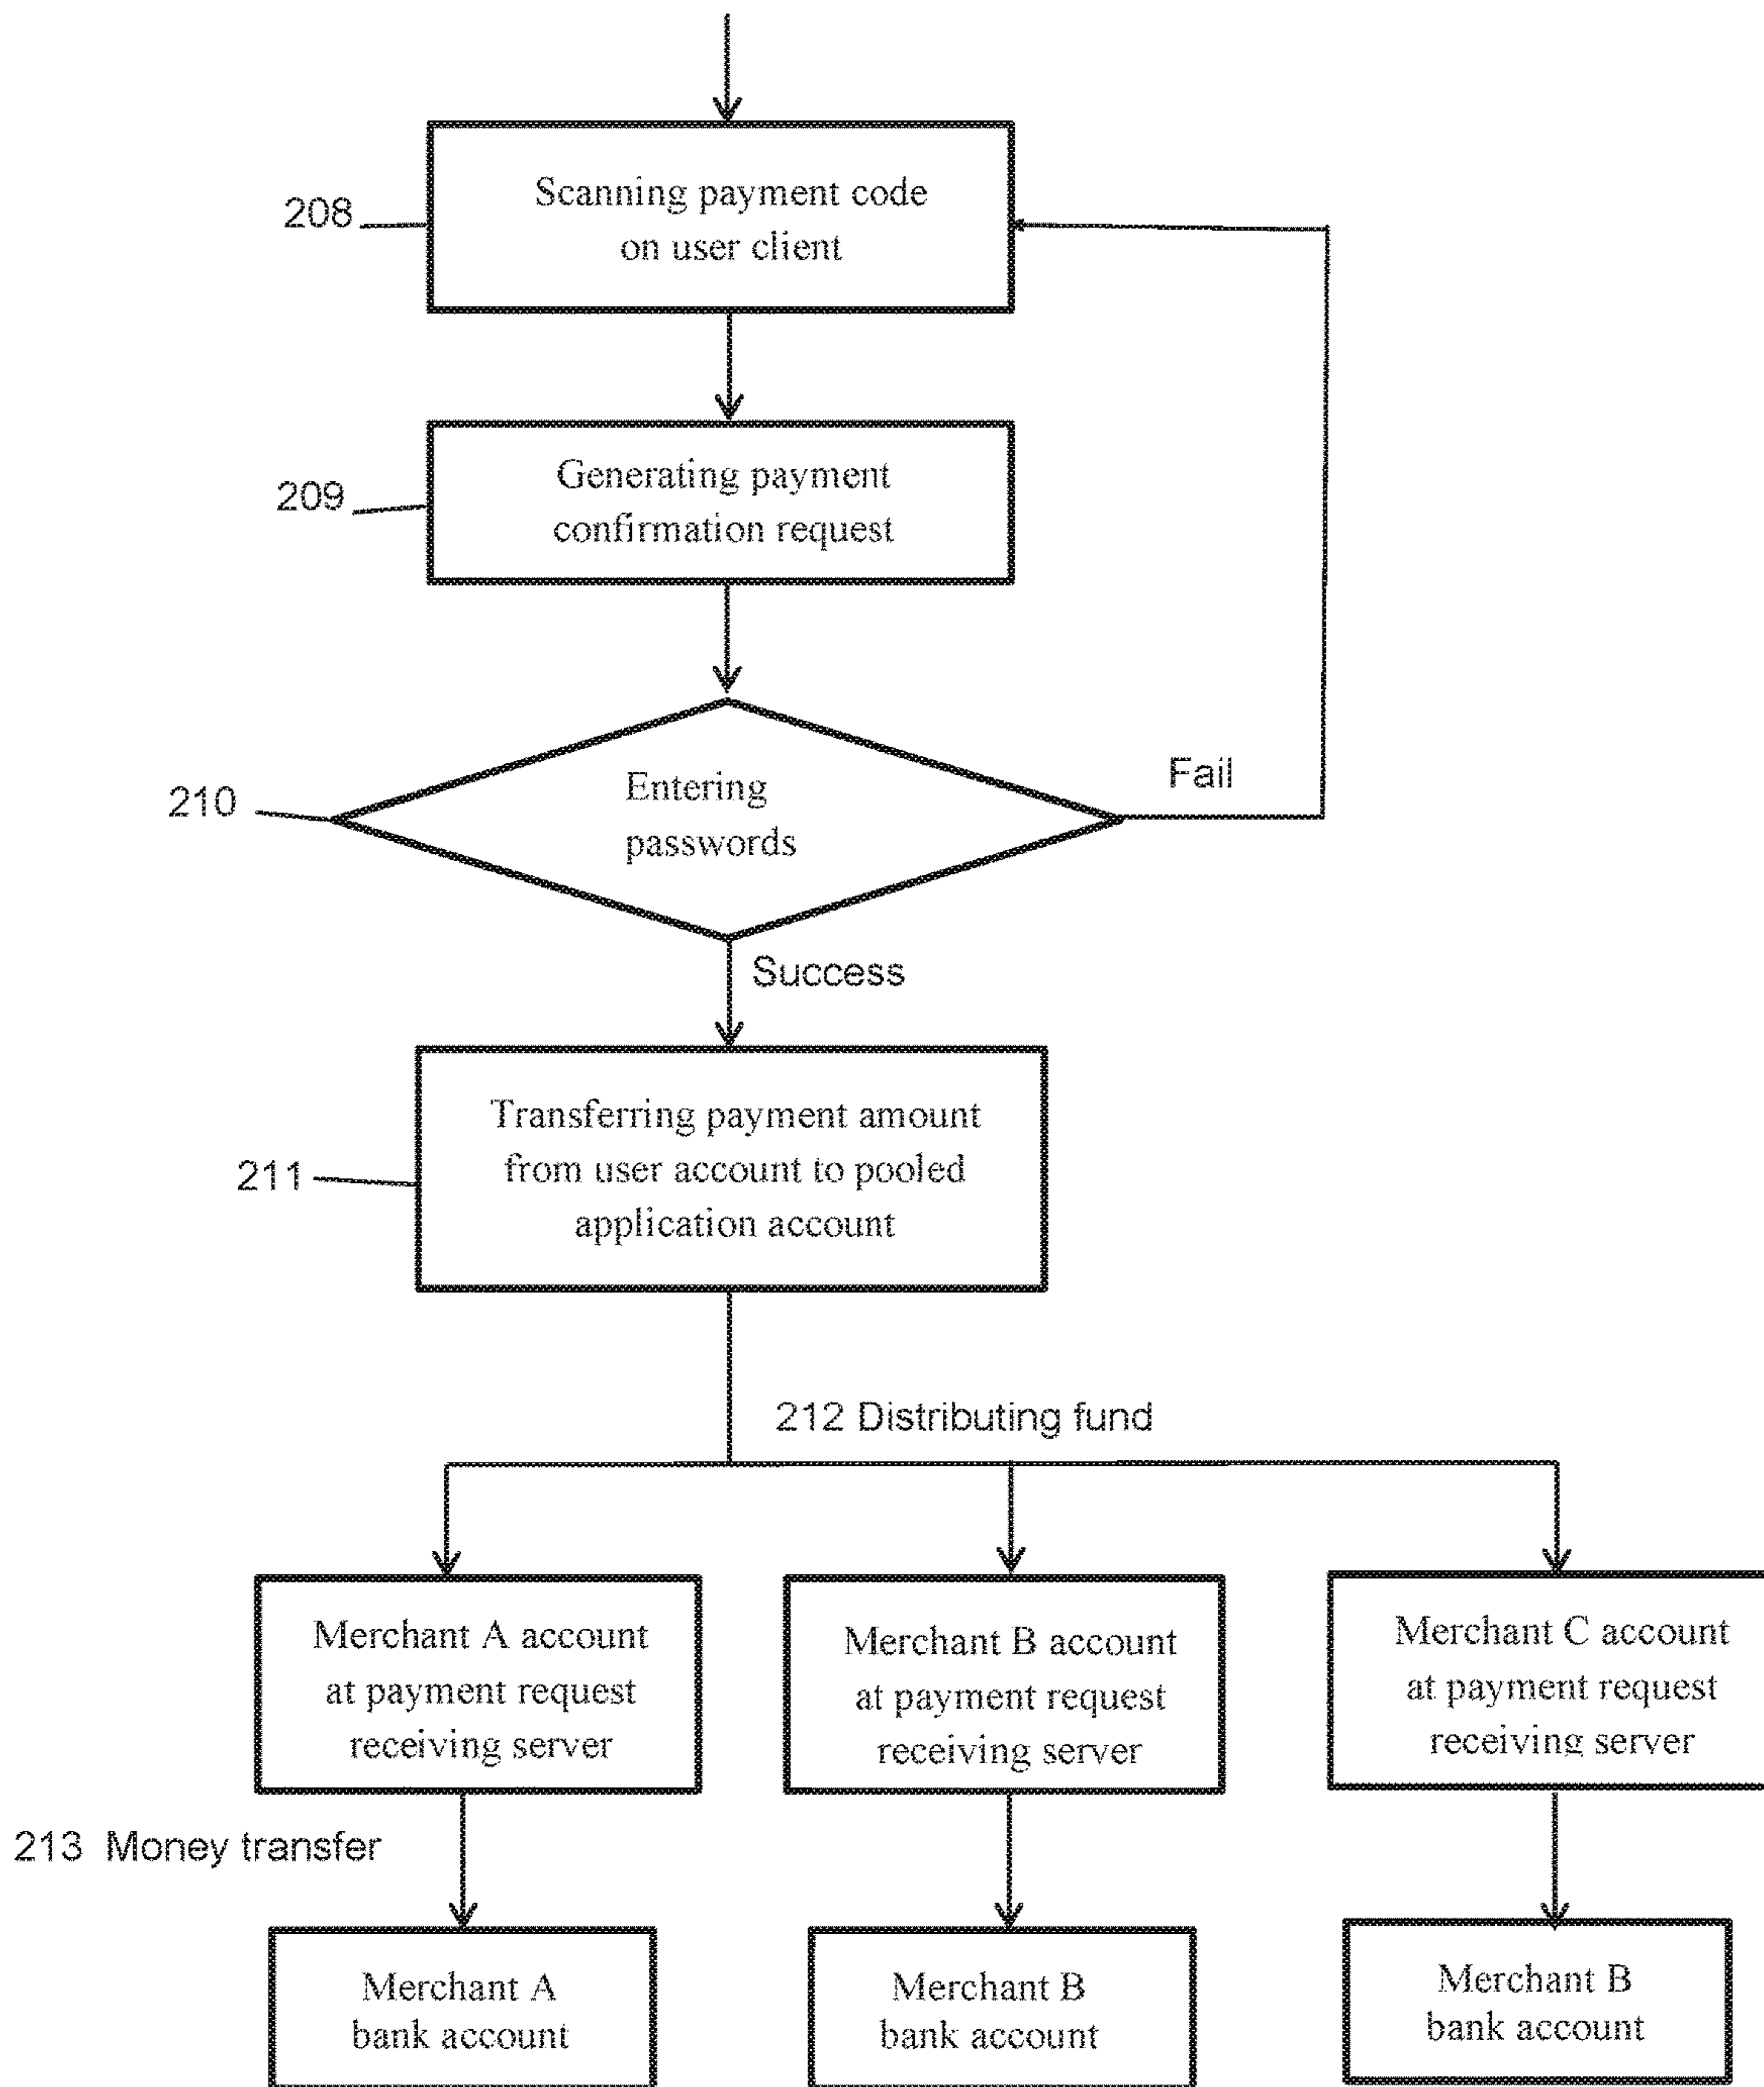 208
Scanning payment code
on user client
209
Generating payment
confirmation request
210
Entering
passwords
Fail
Success
211
Transferring payment amount
from user account to pooled
application account
212 Distributing fund
Merchant A account
at payment request
receiving server
Merchant B account
at payment request
receiving server
Merchant C account
at payment request
receiving server
213 Money transfer
Merchant A
bank account
Merchant B
bank account
Merchant B
bank account